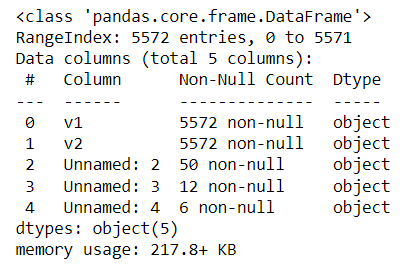 <class 'pandas.core.frame.DataFrame'>
RangeIndex: 5572 entries, 0 to 5571
Data columns (total 5 columns):
 #   Column      Non-Null Count  Dtype
---  ------      --------------  -----
 0   v1          5572 non-null   object
 1   v2          5572 non-null   object
 2   Unnamed: 2  50 non-null     object
 3   Unnamed: 3  12 non-null     object
 4   Unnamed: 4  6 non-null      object
dtypes: object(5)
memory usage: 217.8+ KB